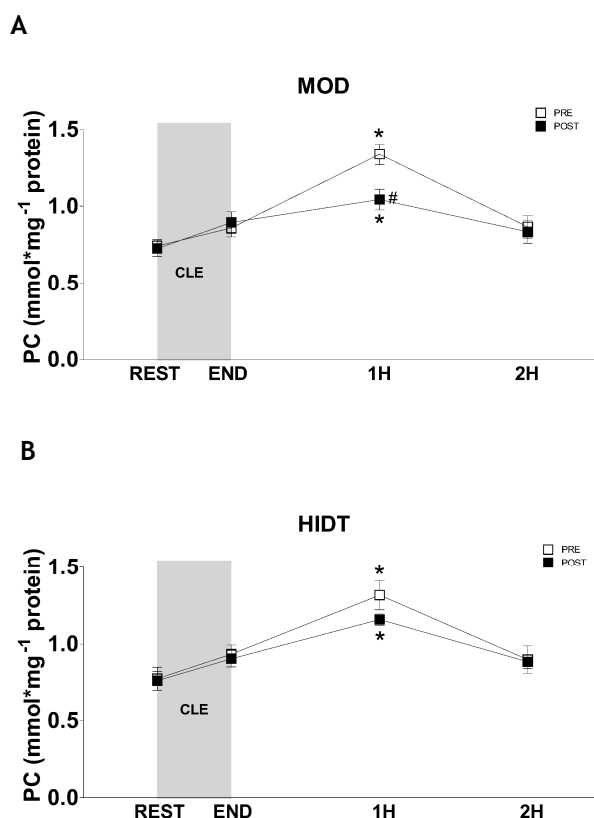 A
MOD
PRE
POST
PC (mmol*mg-1 protein)
1.5
1.0
0.5
0.0
*
#
*
CLE
REST END 1H 2H
B
HIDT
PRE
POST
PC (mmol*mg-1 protein)
1.5
1.0
0.5
0.0
*
*
CLE
REST END 1H 2H